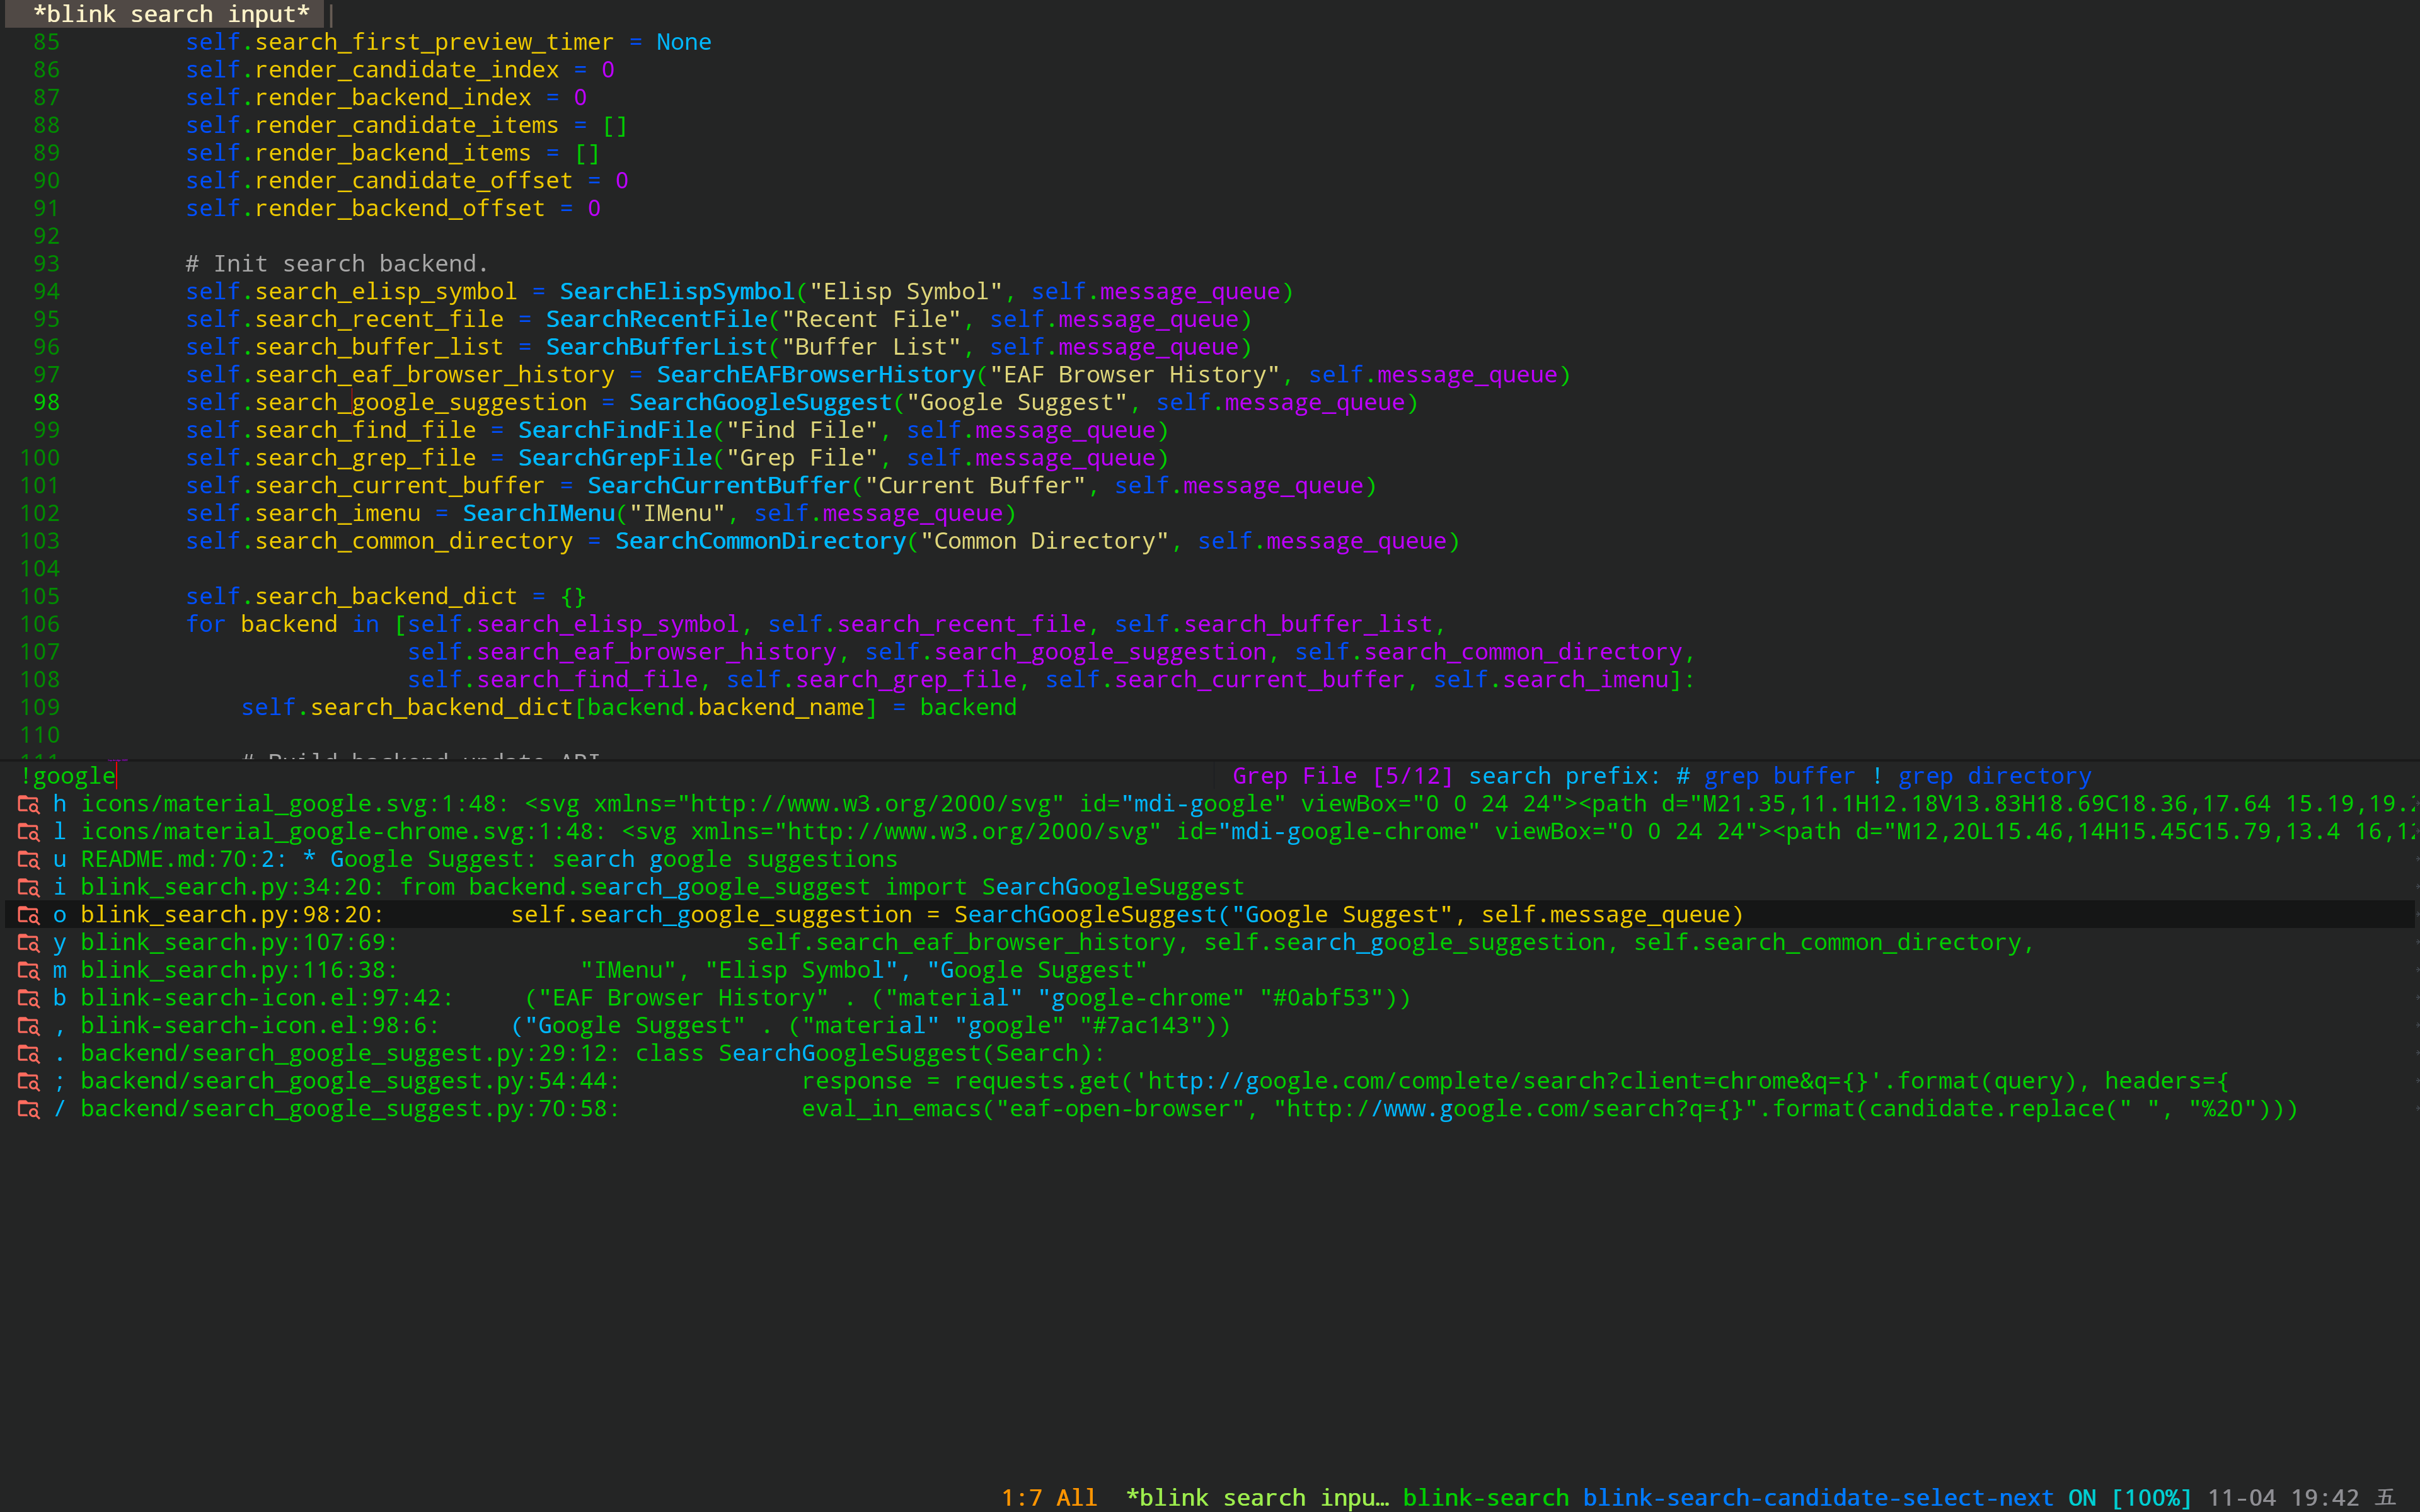 *blink search input*
85 self.search_first_preview_timer = None
86 self.render_candidate_index = 0
87 self.render_backend_index = 0
88 self.render_candidate_items = []
89 self.render_backend_items = []
90 self.render_candidate_offset = 0
91 self.render_backend_offset = 0
92
93 # Init search backend.
94 self.search_elisp_symbol = SearchElispSymbol("Elisp Symbol", self.message_queue)
95 self.search_recent_file = SearchRecentFile("Recent File", self.message_queue)
96 self.search_buffer_list = SearchBufferList("Buffer List", self.message_queue)
97 self.search_eaf_browser_history = SearchEAFBrowserHistory("EAF Browser History", self.message_queue)
98 self.search_google_suggestion = SearchGoogleSuggest("Google Suggest", self.message_queue)
99 self.search_find_file = SearchFindFile("Find File", self.message_queue)
100 self.search_grep_file = SearchGrepFile("Grep File", self.message_queue)
101 self.search_current_buffer = SearchCurrentBuffer("Current Buffer", self.message_queue)
102 self.search_imenu = SearchIMenu("IMenu", self.message_queue)
103 self.search_common_directory = SearchCommonDirectory("Common Directory", self.message_queue)
104
105 self.search_backend_dict = {}
106 for backend in [self.search_elisp_symbol, self.search_recent_file, self.search_buffer_list,
107 self.search_eaf_browser_history, self.search_google_suggestion, self.search_common_directory,
108 self.search_find_file, self.search_grep_file, self.search_current_buffer, self.search_imenu]:
109 self.search_backend_dict[backend.backend_name] = backend
110
111 # Build backend update API
!google Grep File [5/12] search prefix: # grep buffer ! grep directory
h icons/material_google.svg:1:48: <svg xmlns="http://www.w3.org/2000/svg" id="mdi-google" viewBox="0 0 24 24"><path d="M21.35,11.1H12.18V13.83H18.69C18.36,17.64 15.19,19.
l icons/material_google-chrome.svg:1:48: <svg xmlns="http://www.w3.org/2000/svg" id="mdi-google-chrome" viewBox="0 0 24 24"><path d="M12,20L15.46,14H15.45C15.79,13.4 16,1
u README.md:70:2: * Google Suggest: search google suggestions
i blink_search.py:34:20: from backend.search_google_suggest import SearchGoogleSuggest
o blink_search.py:98:20: self.search_google_suggestion = SearchGoogleSuggest("Google Suggest", self.message_queue)
y blink_search.py:107:69: self.search_eaf_browser_history, self.search_google_suggestion, self.search_common_directory,
m blink_search.py:116:38: "IMenu", "Elisp Symbol", "Google Suggest"
b blink-search-icon.el:97:42: ("EAF Browser History" . ("material" "google-chrome" "#0abf53"))
, blink-search-icon.el:98:6: ("Google Suggest" . ("material" "google" "#7ac143"))
. backend/search_google_suggest.py:29:12: class SearchGoogleSuggest(Search):
; backend/search_google_suggest.py:54:44: response = requests.get('http://google.com/complete/search?client=chrome&q={}'.format(query), headers={
/ backend/search_google_suggest.py:70:58: eval_in_emacs("eaf-open-browser", "http://www.google.com/search?q={}".format(candidate.replace(" ", "%20")))
1:7 All *blink search inpu… blink-search blink-search-candidate-select-next ON [100%] 11-04 19:42 五